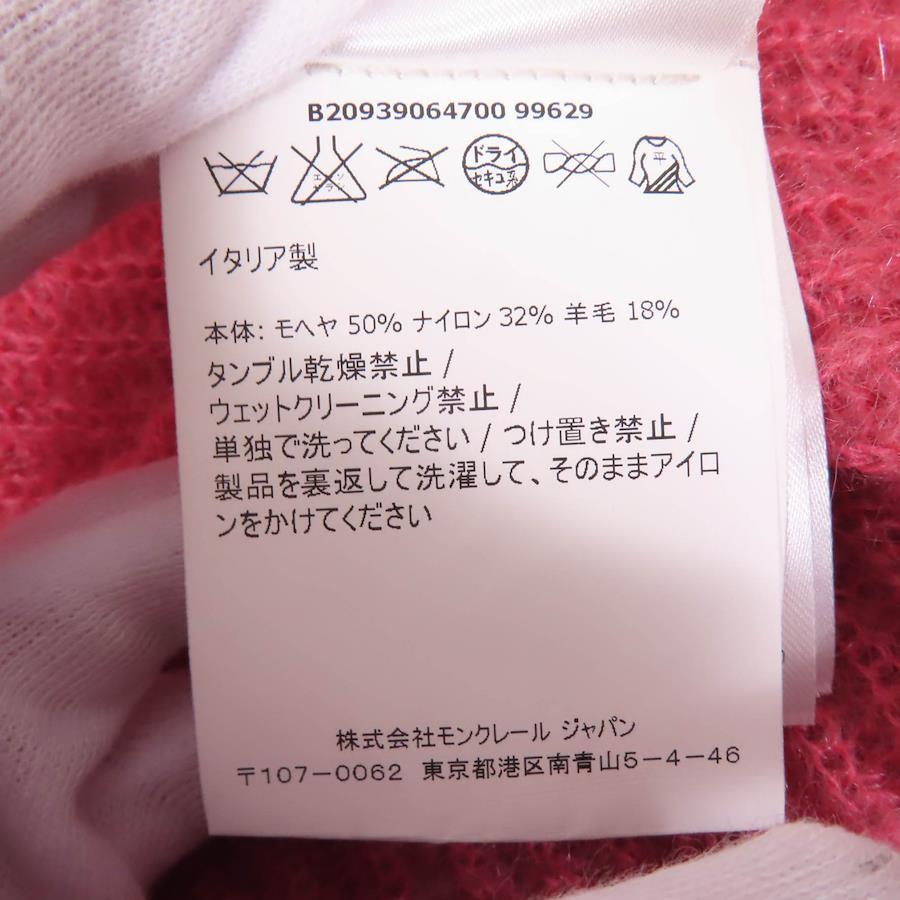 B20939064700 99629
エンソ
サラシ
ドライ
セキユ系
平
イタリア製
本体: モヘヤ 50% ナイロン 32% 羊毛 18%
タンブル乾燥禁止 /
ウェットクリーニング禁止 /
単独で洗ってください / つけ置き禁止 /
製品を裏返して洗濯して、そのままアイロ
ンをかけてください
株式会社モンクレール ジャパン
〒107-0062 東京都港区南青山5-4-46